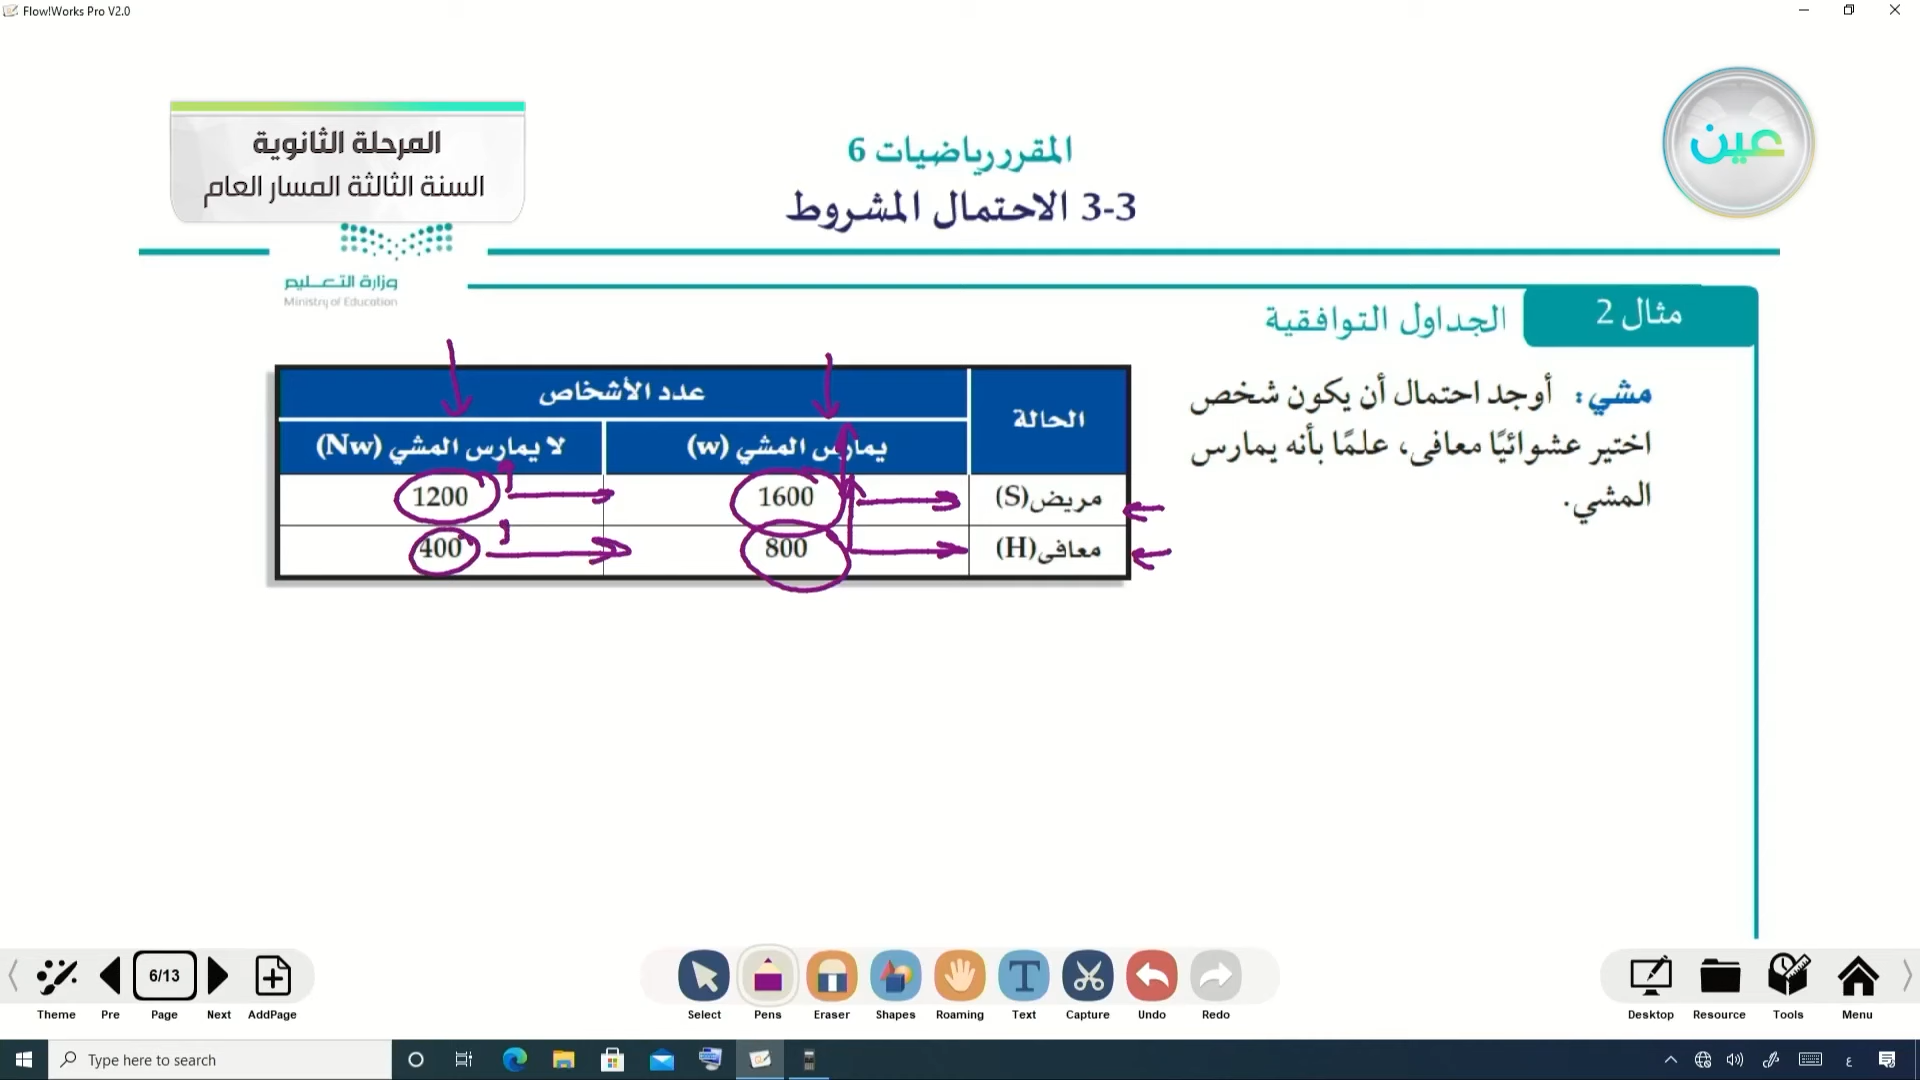 Flow!Works Pro V2.0
المرحلة الثانوية
السنة الثالثة المسار العام
المقرر رياضيات 6
3-3 الاحتمال المشروط
عين
وزارة التعليم
Ministry of Education
مثال 2
الجداول التوافقية
مشي: أوجد احتمال أن يكون شخص
اختير عشوائيًا معافى، علمًا بأنه يمارس
المشي.
الحالة
عدد الأشخاص
يمارس المشي (w)
لا يمارس المشي (Nw)
مريض(S)
1600
1200
معافى(H)
800
400
Theme
Pre
6/13
Page
Next
AddPage
Select
Pens
Eraser
Shapes
Roaming
T
Text
Capture
Undo
Redo
Desktop
Resource
Tools
Menu
Type here to search
ع